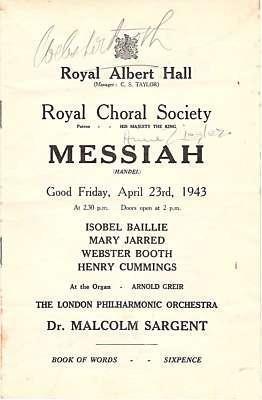 Webster Booth
Royal Albert Hall
(Manager: C. S. TAYLOR)
Royal Choral Society
Patron - - HIS MAJESTY THE KING
MESSIAH
(HANDEL)
Good Friday, April 23rd, 1943
At 2.30 p.m. Doors open at 2 p.m.
ISOBEL BAILLIE
MARY JARRED
WEBSTER BOOTH
HENRY CUMMINGS
At the Organ - ARNOLD GREIR
THE LONDON PHILHARMONIC ORCHESTRA
Dr. MALCOLM SARGENT
BOOK OF WORDS - - SIXPENCE